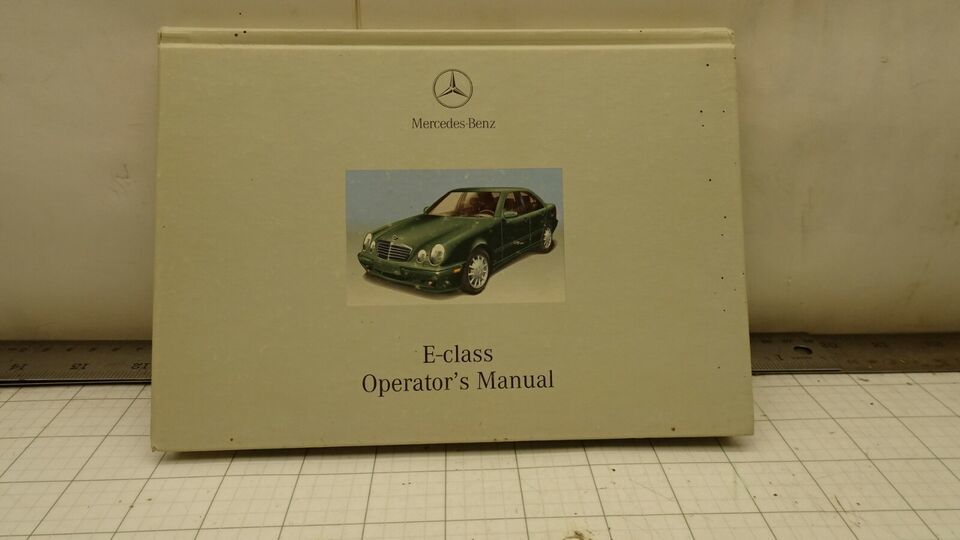 Mercedes-Benz
E-class
Operator's Manual